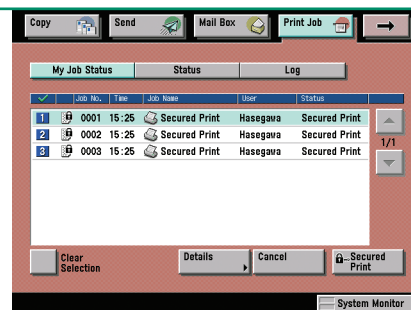 Copy Send Mail Box Print Job
My Job Status Status Log
Job No. Time Job Name User Status
1 0001 15:25 Secured Print Hasegawa Secured Print
2 0002 15:25 Secured Print Hasegawa Secured Print
3 0003 15:25 Secured Print Hasegawa Secured Print
1/1
Clear
Selection
Details
Cancel
Secured
Print
System Monitor